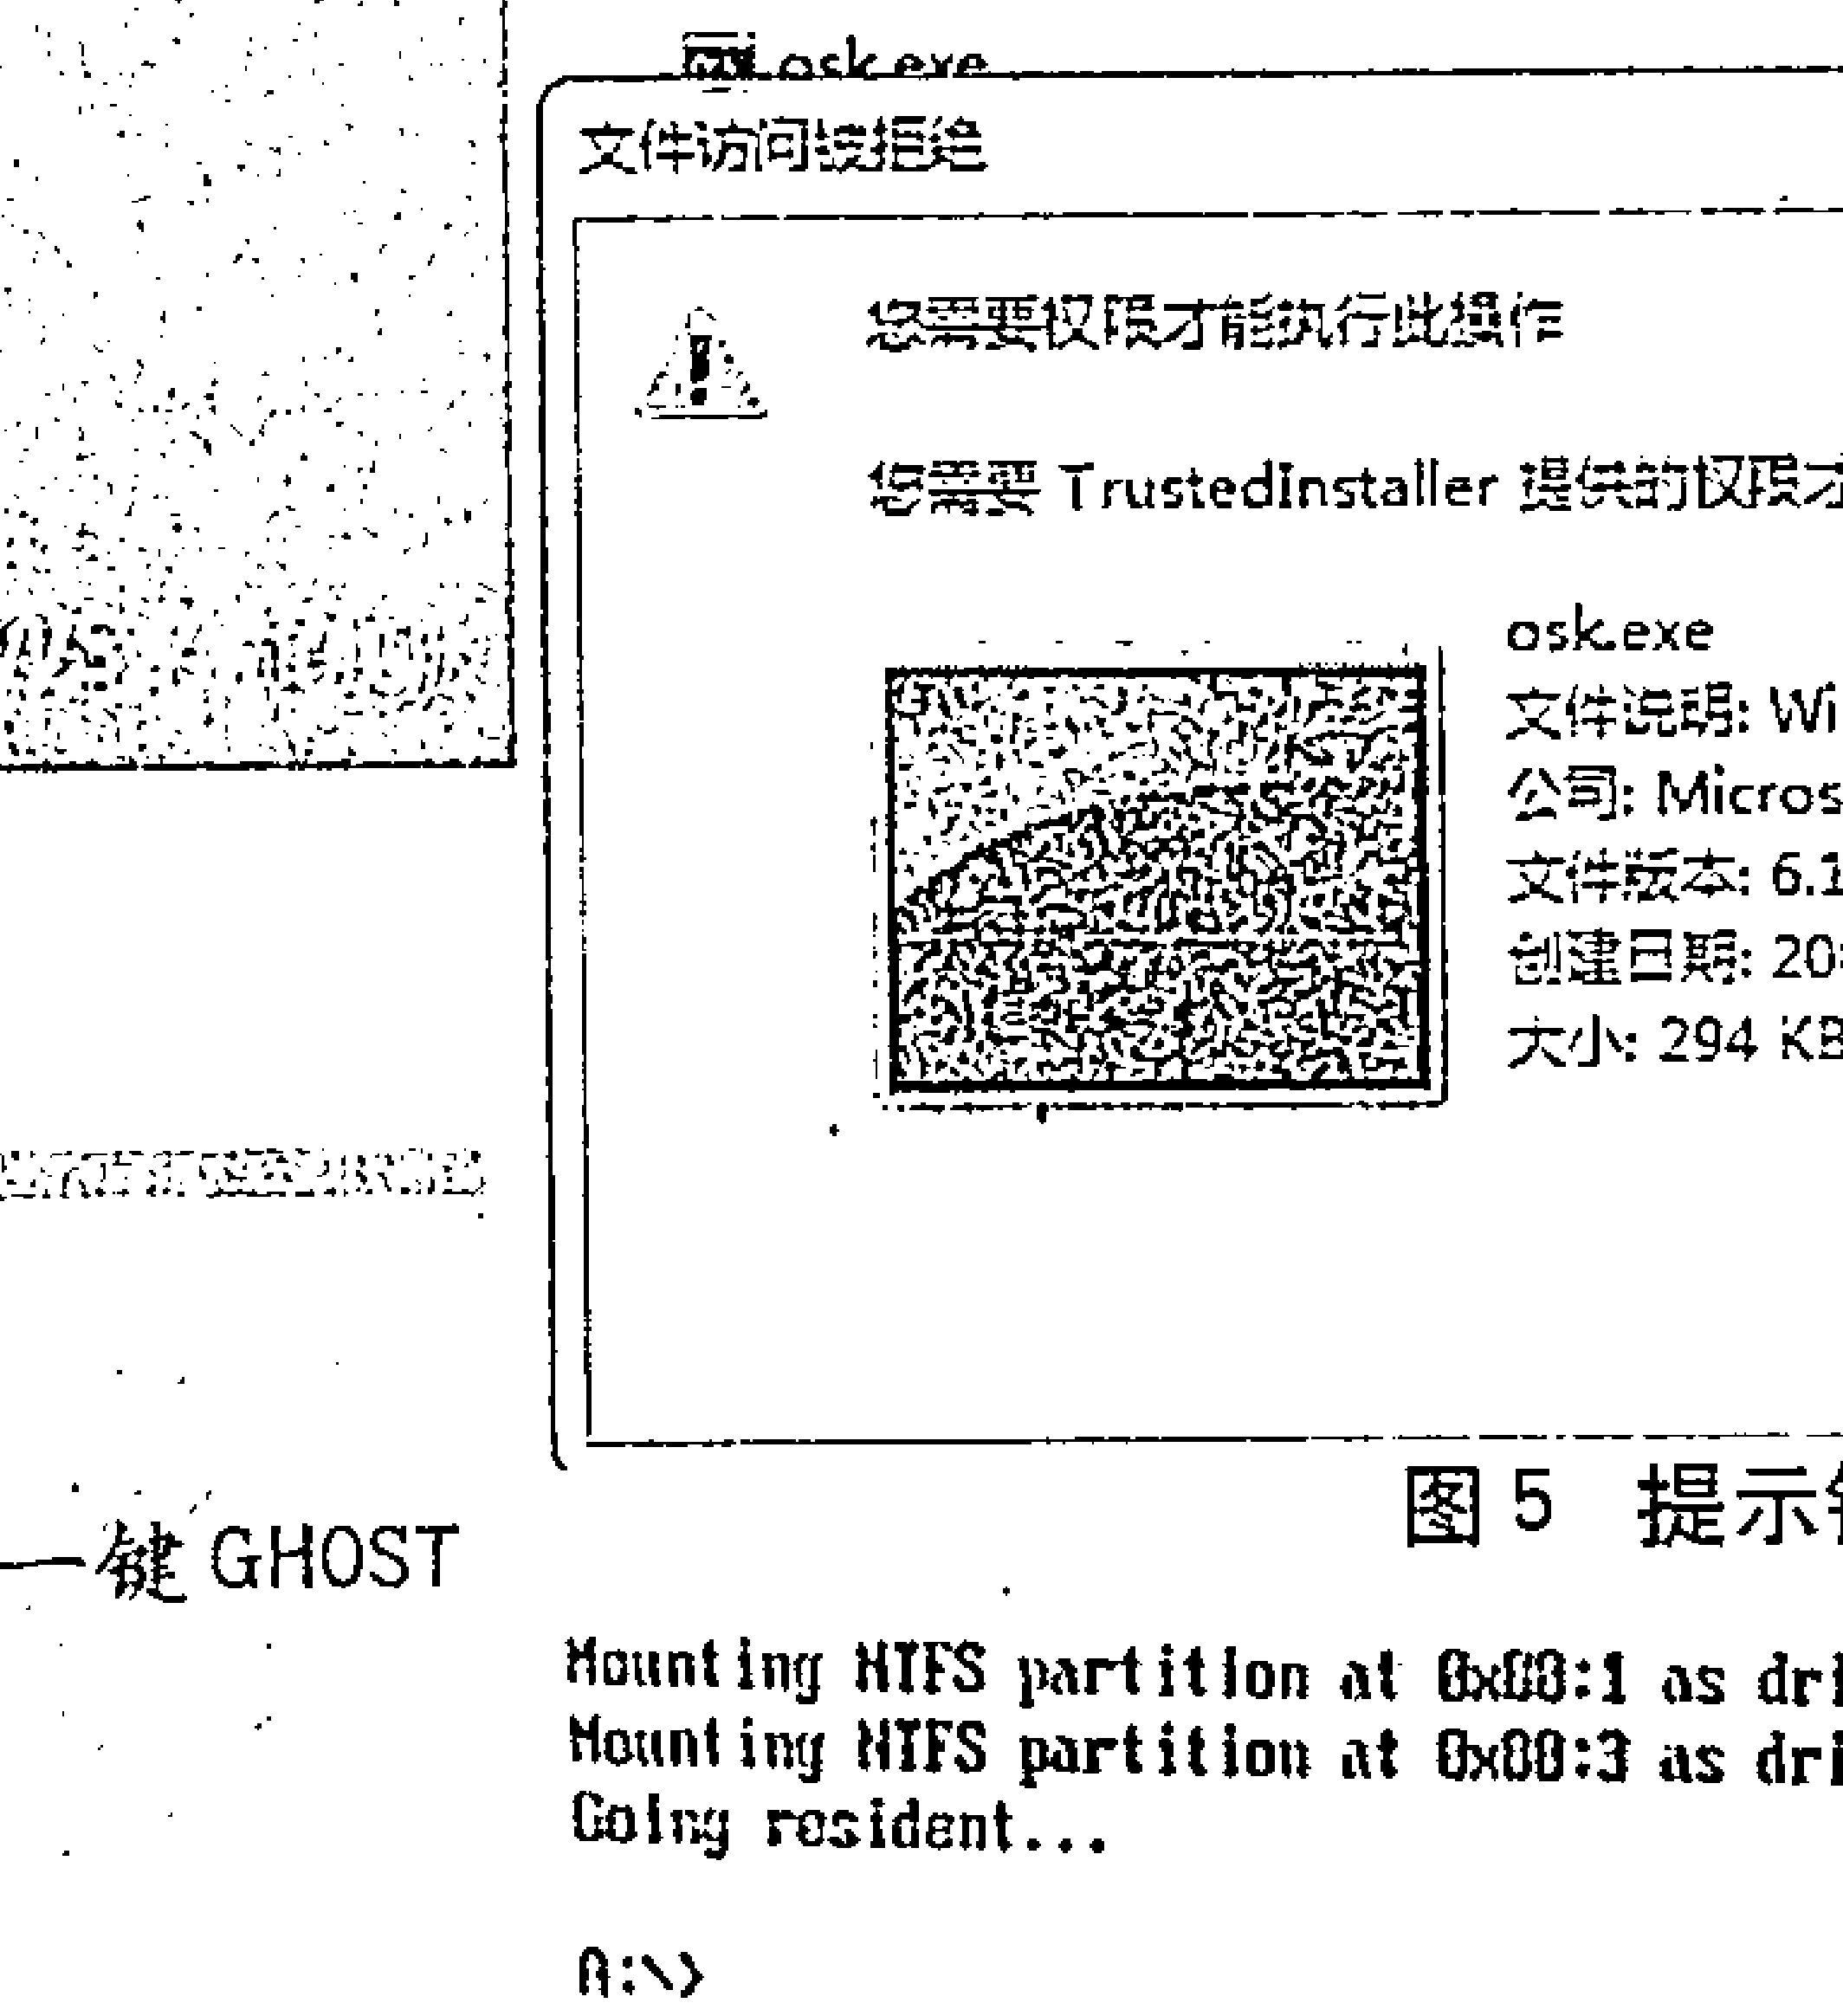 osk.exe
文件访问被拒绝
您需要权限才能执行此操作
您需要 TrustedInstaller 提供的权限才
osk.exe
文件说明: Wi
公司: Micros
文件版本: 6.1
创建日期: 20
大小: 294 KB
图 5 提示
一键 GHOST
Mounting NTFS partition at 0x80:1 as dri
Mounting NTFS partition at 0x80:3 as dri
Going resident...
A:\>